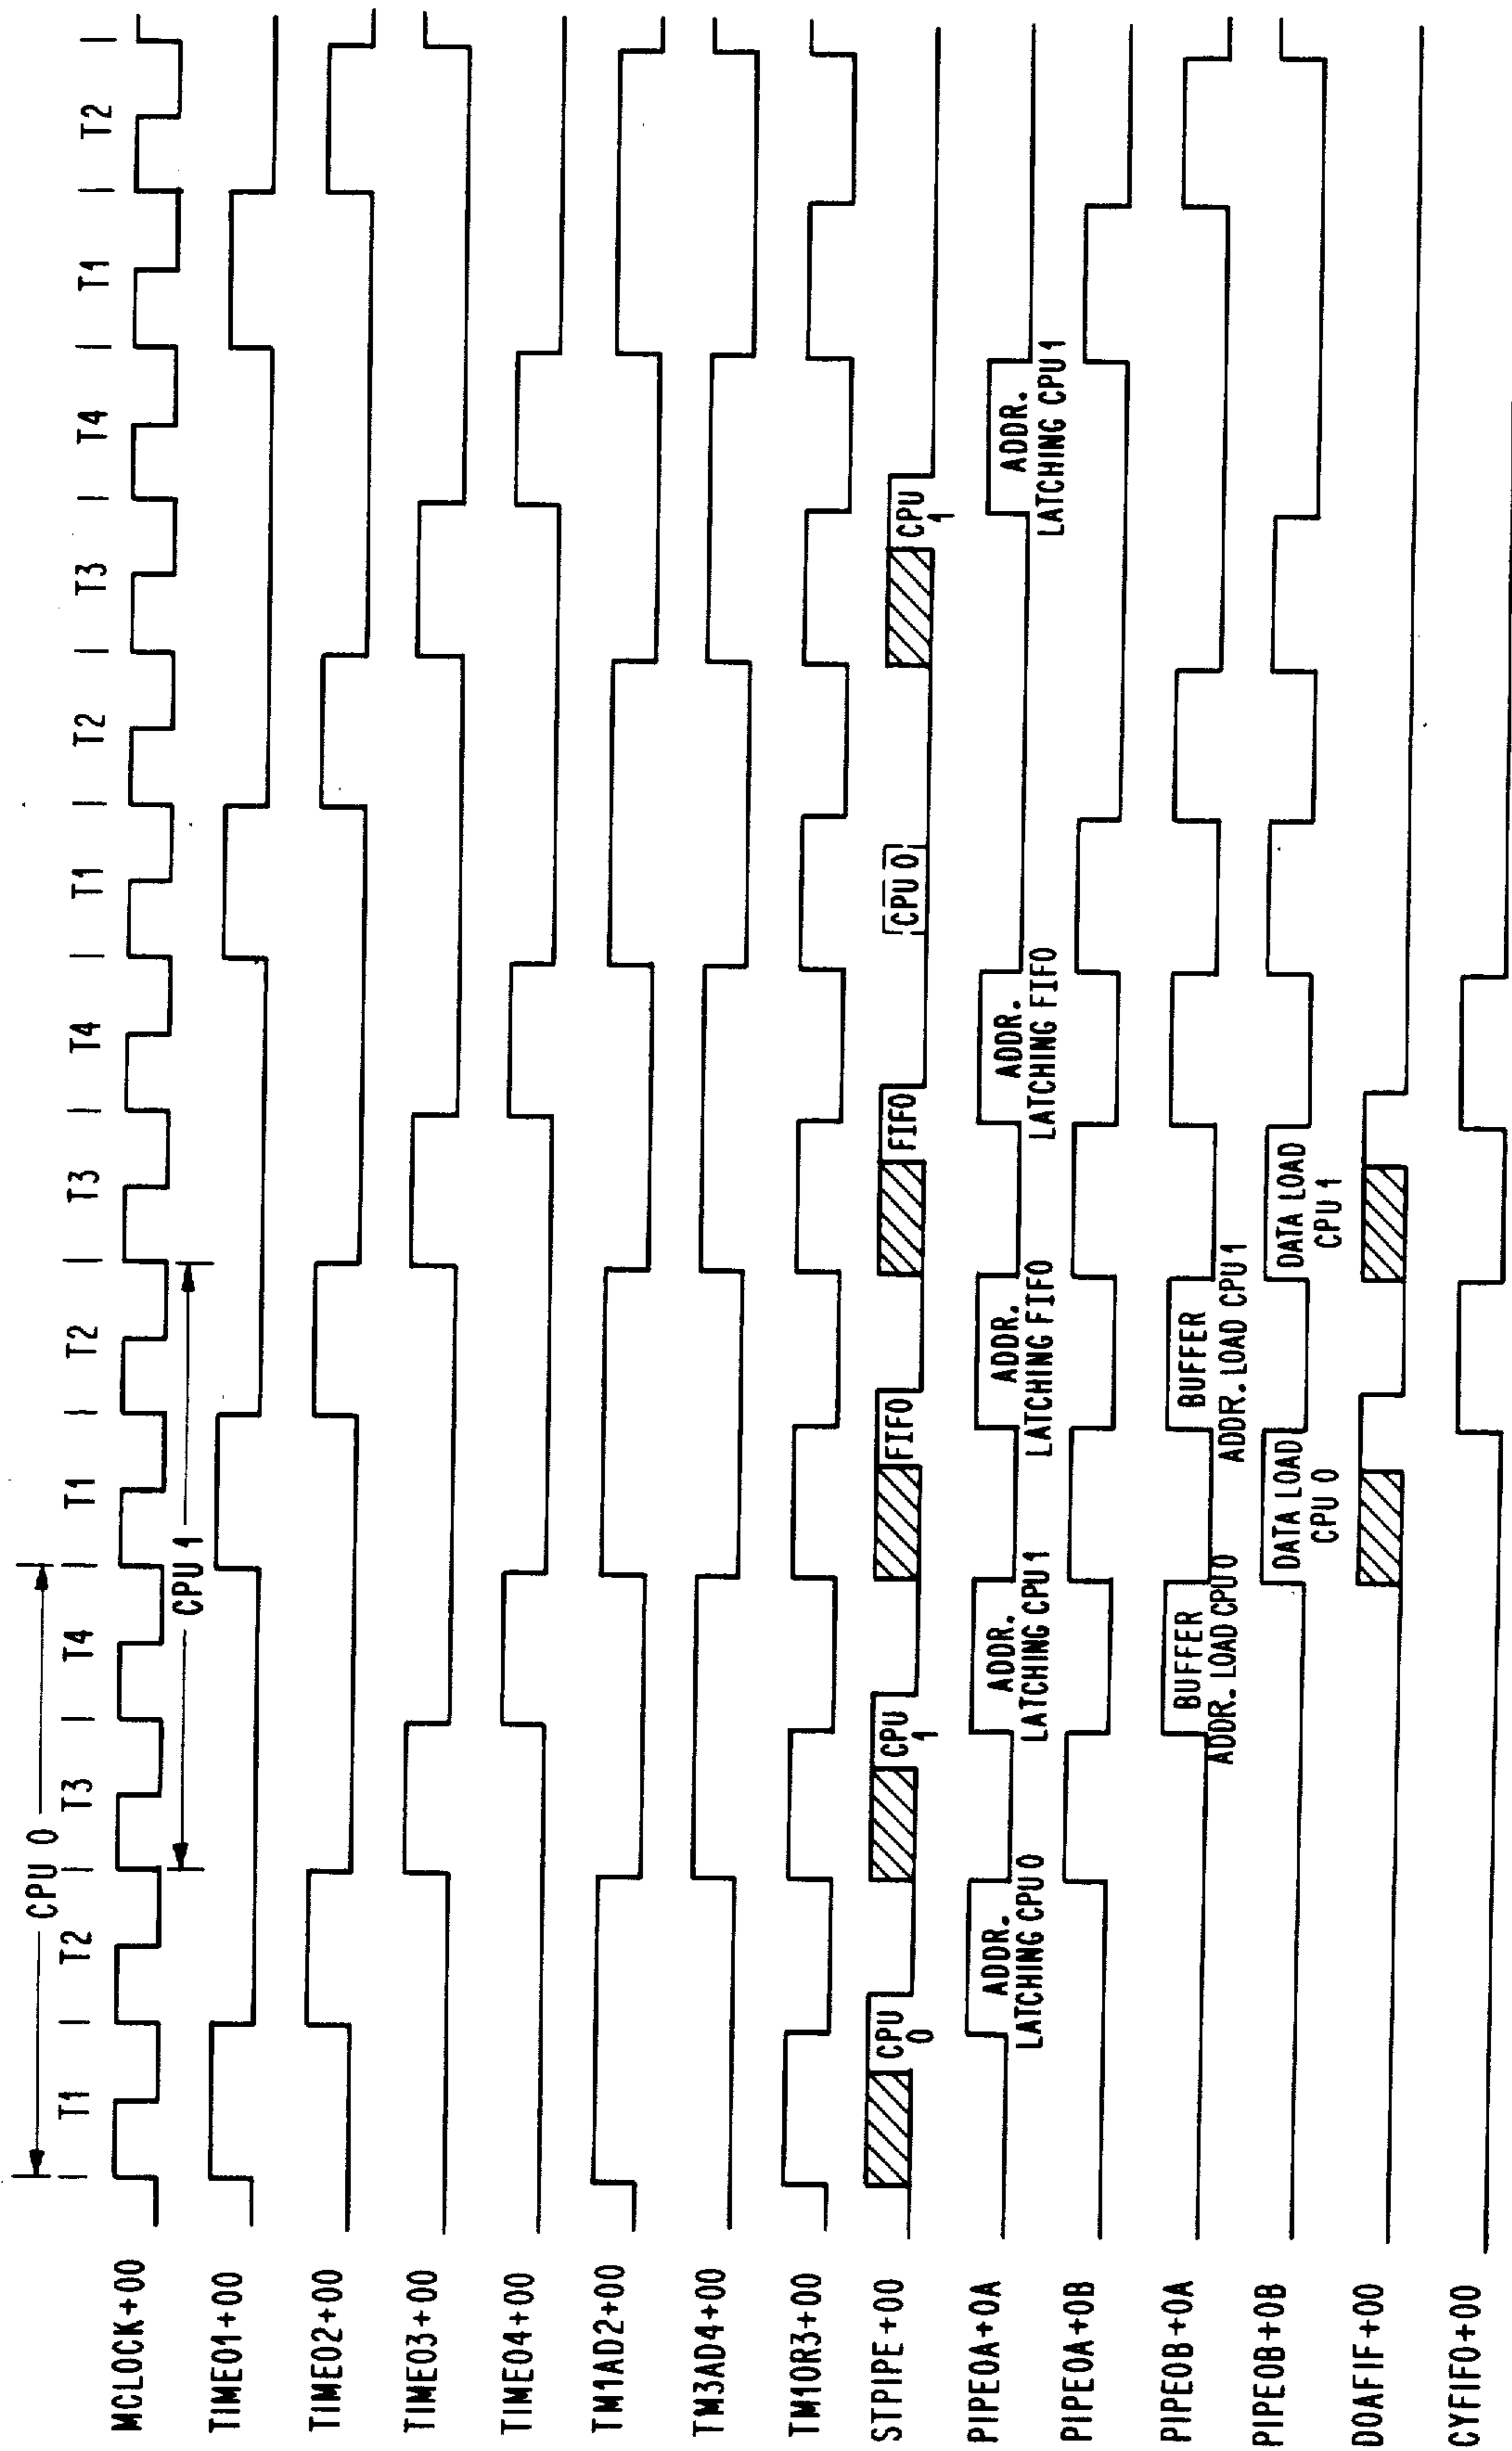 CPU 0
T1 | T2 | T3 | T4 | T1 | T2 | T3 | T4 | T1 | T2 | T3 | T4 | T1 | T2
MCLOCK+00
CPU 1
TIME01+00
TIME02+00
TIME03+00
TIME04+00
TM1AD2+00
TM3AD4+00
TM1OR3+00
STPIPE+00
CPU
0
CPU
1
FIFO
FIFO
CPU 0
CPU
1
PIPE0A+0A
ADDR.
LATCHING CPU 0
ADDR.
LATCHING CPU 1
ADDR.
LATCHING FIFO
ADDR.
LATCHING FIFO
ADDR.
LATCHING CPU 1
PIPE0A+0B
PIPE0B+0A
BUFFER
ADDR. LOAD CPU 0
BUFFER
ADDR. LOAD CPU 1
PIPE0B+0B
DATA LOAD
CPU 0
DATA LOAD
CPU 1
DOAFIF+00
CYFIFO+00